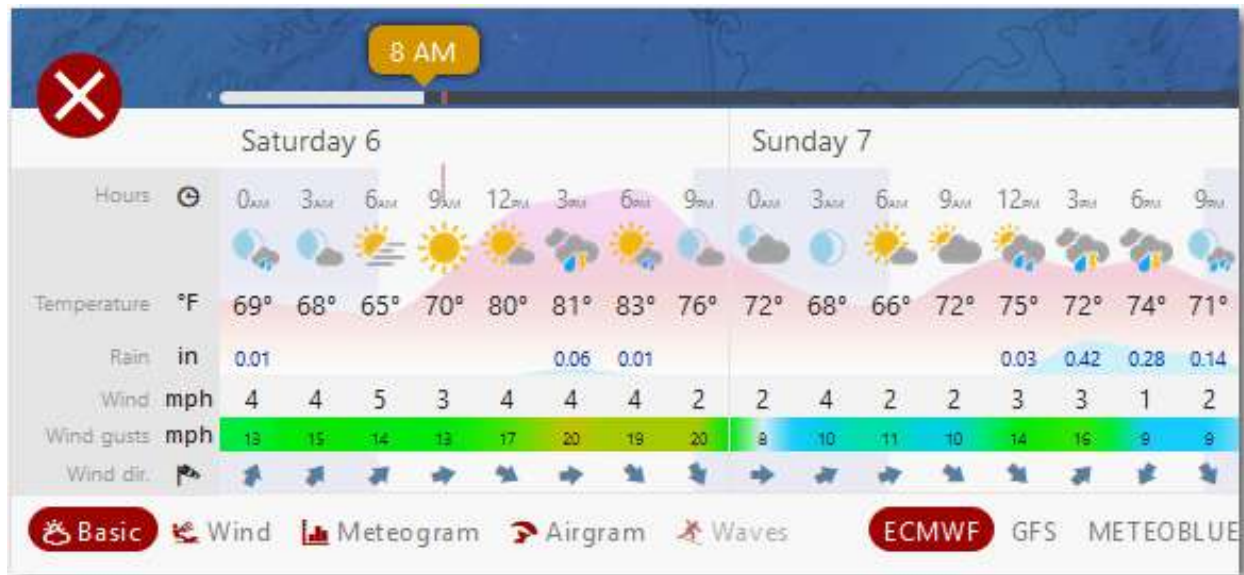 8 AM
Saturday 6 Sunday 7
Hours 0AM 3AM 6AM 9AM 12PM 3PM 6PM 9PM 0AM 3AM 6AM 9AM 12PM 3PM 6PM 9PM
Temperature °F 69° 68° 65° 70° 80° 81° 83° 76° 72° 68° 66° 72° 75° 72° 74° 71°
Rain in 0.01 0.06 0.01 0.03 0.42 0.28 0.14
Wind mph 4 4 5 3 4 4 4 2 2 4 2 2 3 3 1 2
Wind gusts mph 13 15 14 13 17 20 19 20 8 10 11 10 14 16 9 9
Wind dir.
Basic Wind Meteogram Airgram Waves ECMWF GFS METEOBLUE